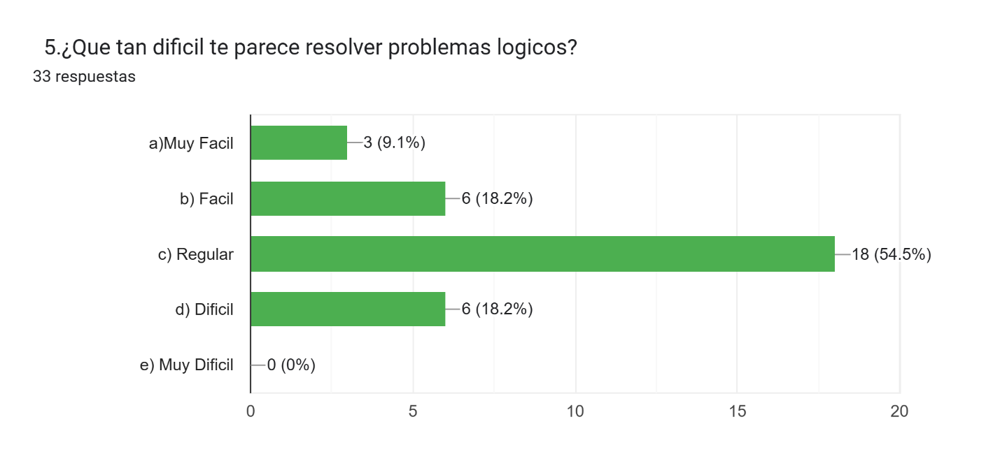 5.¿Que tan dificil te parece resolver problemas logicos?
33 respuestas
a)Muy Facil
3 (9.1%)
b) Facil
6 (18.2%)
c) Regular
18 (54.5%)
d) Dificil
6 (18.2%)
e) Muy Dificil
0 (0%)
0
5
10
15
20